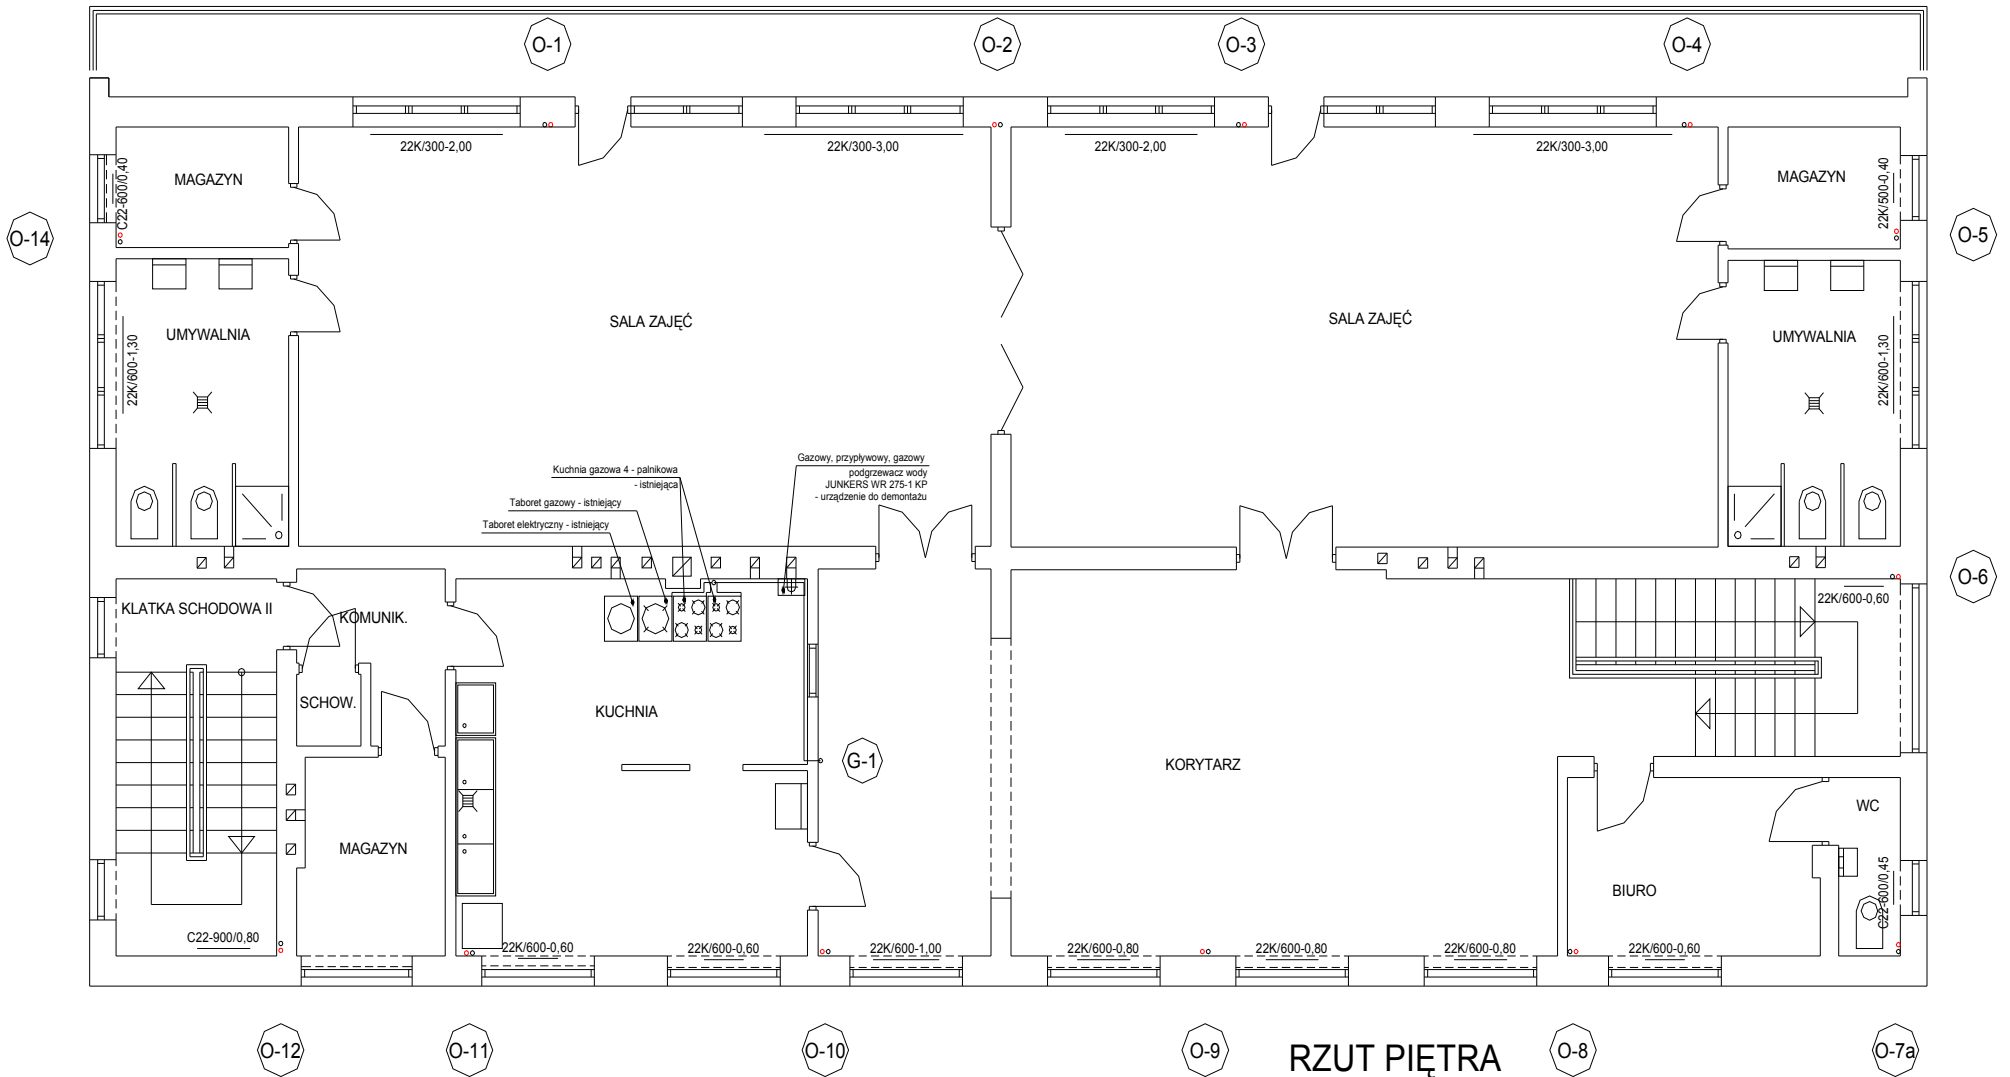 O-1
O-2
O-3
O-4
22K/300-2,00
22K/300-3,00
22K/300-2,00
22K/300-3,00
C22-600/0,40
MAGAZYN
MAGAZYN
22K/500-0,40
O-14
O-5
UMYWALNIA
22K/600-1,30
SALA ZAJĘĆ
SALA ZAJĘĆ
UMYWALNIA
22K/600-1,30
Kuchnia gazowa 4 - palnikowa
- istniejąca
Taboret gazowy - istniejący
Taboret elektryczny - istniejący
Gazowy, przypływowy, gazowy
podgrzewacz wody
JUNKERS WR 275-1 KP
- urządzenie do demontażu
O-6
KLATKA SCHODOWA II
KOMUNIK.
22K/600-0,60
SCHOW.
KUCHNIA
G-1
KORYTARZ
WC
MAGAZYN
BIURO
C22-600/0,45
C22-900/0,80
22K/600-0,60
22K/600-0,60
22K/600-1,00
22K/600-0,80
22K/600-0,80
22K/600-0,80
22K/600-0,60
O-12
O-11
O-10
O-9
RZUT PIĘTRA
O-8
O-7a